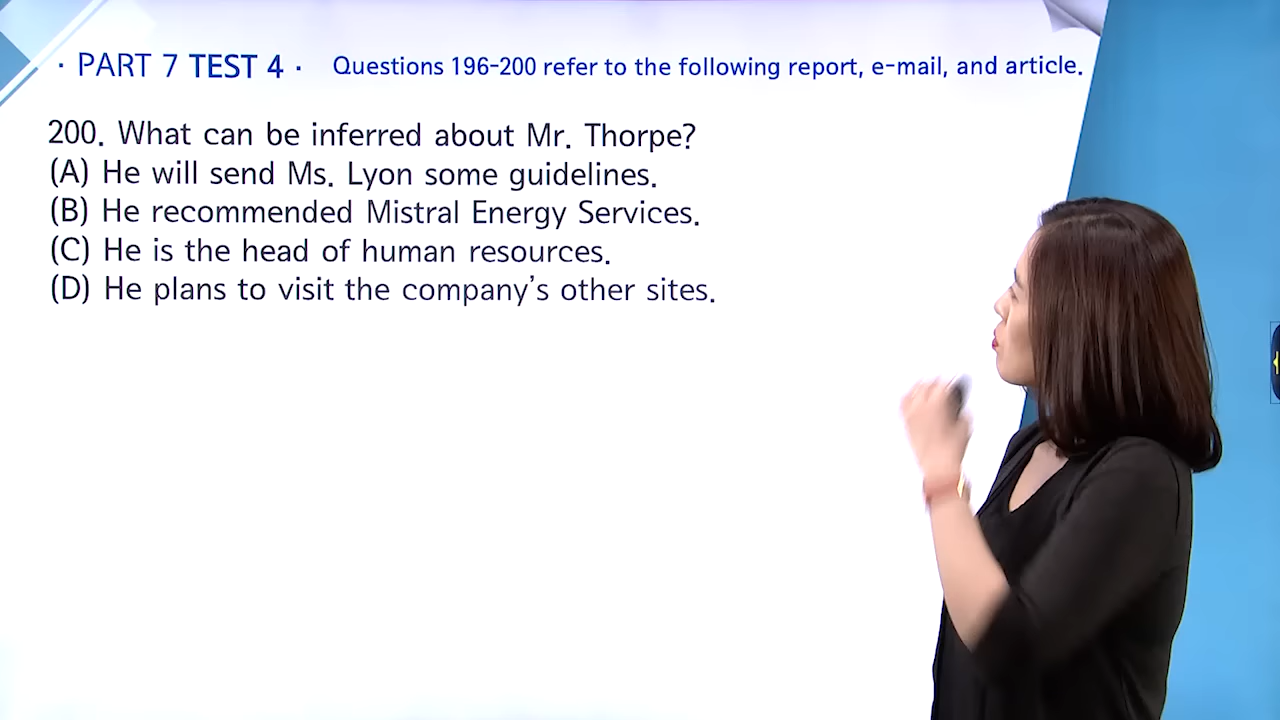 · PART 7 TEST 4 · Questions 196-200 refer to the following report, e-mail, and article.
200. What can be inferred about Mr. Thorpe?
(A) He will send Ms. Lyon some guidelines.
(B) He recommended Mistral Energy Services.
(C) He is the head of human resources.
(D) He plans to visit the company's other sites.